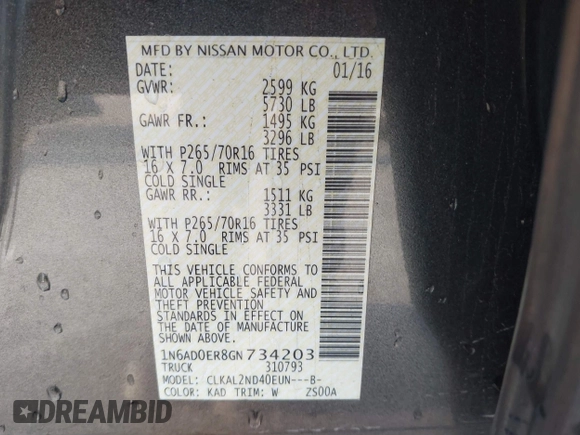 MFD BY NISSAN MOTOR CO., LTD.
DATE: 01/16
GVWR: 2599 KG
5730 LB
GAWR FR.: 1495 KG
3296 LB
WITH P265/70R16 TIRES
16 X 7.0 RIMS AT 35 PSI
COLD SINGLE
GAWR RR.: 1511 KG
3331 LB
WITH P265/70R16 TIRES
16 X 7.0 RIMS AT 35 PSI
COLD SINGLE
THIS VEHICLE CONFORMS TO
ALL APPLICABLE FEDERAL
MOTOR VEHICLE SAFETY AND
THEFT PREVENTION
STANDARDS IN EFFECT ON
THE DATE OF MANUFACTURE
SHOWN ABOVE.
1N6AD0ER8GN734203
TRUCK 310793
MODEL: CLKAL2ND40EUN---B-
COLOR: KAD TRIM: W ZS00A
DREAMBID
.com